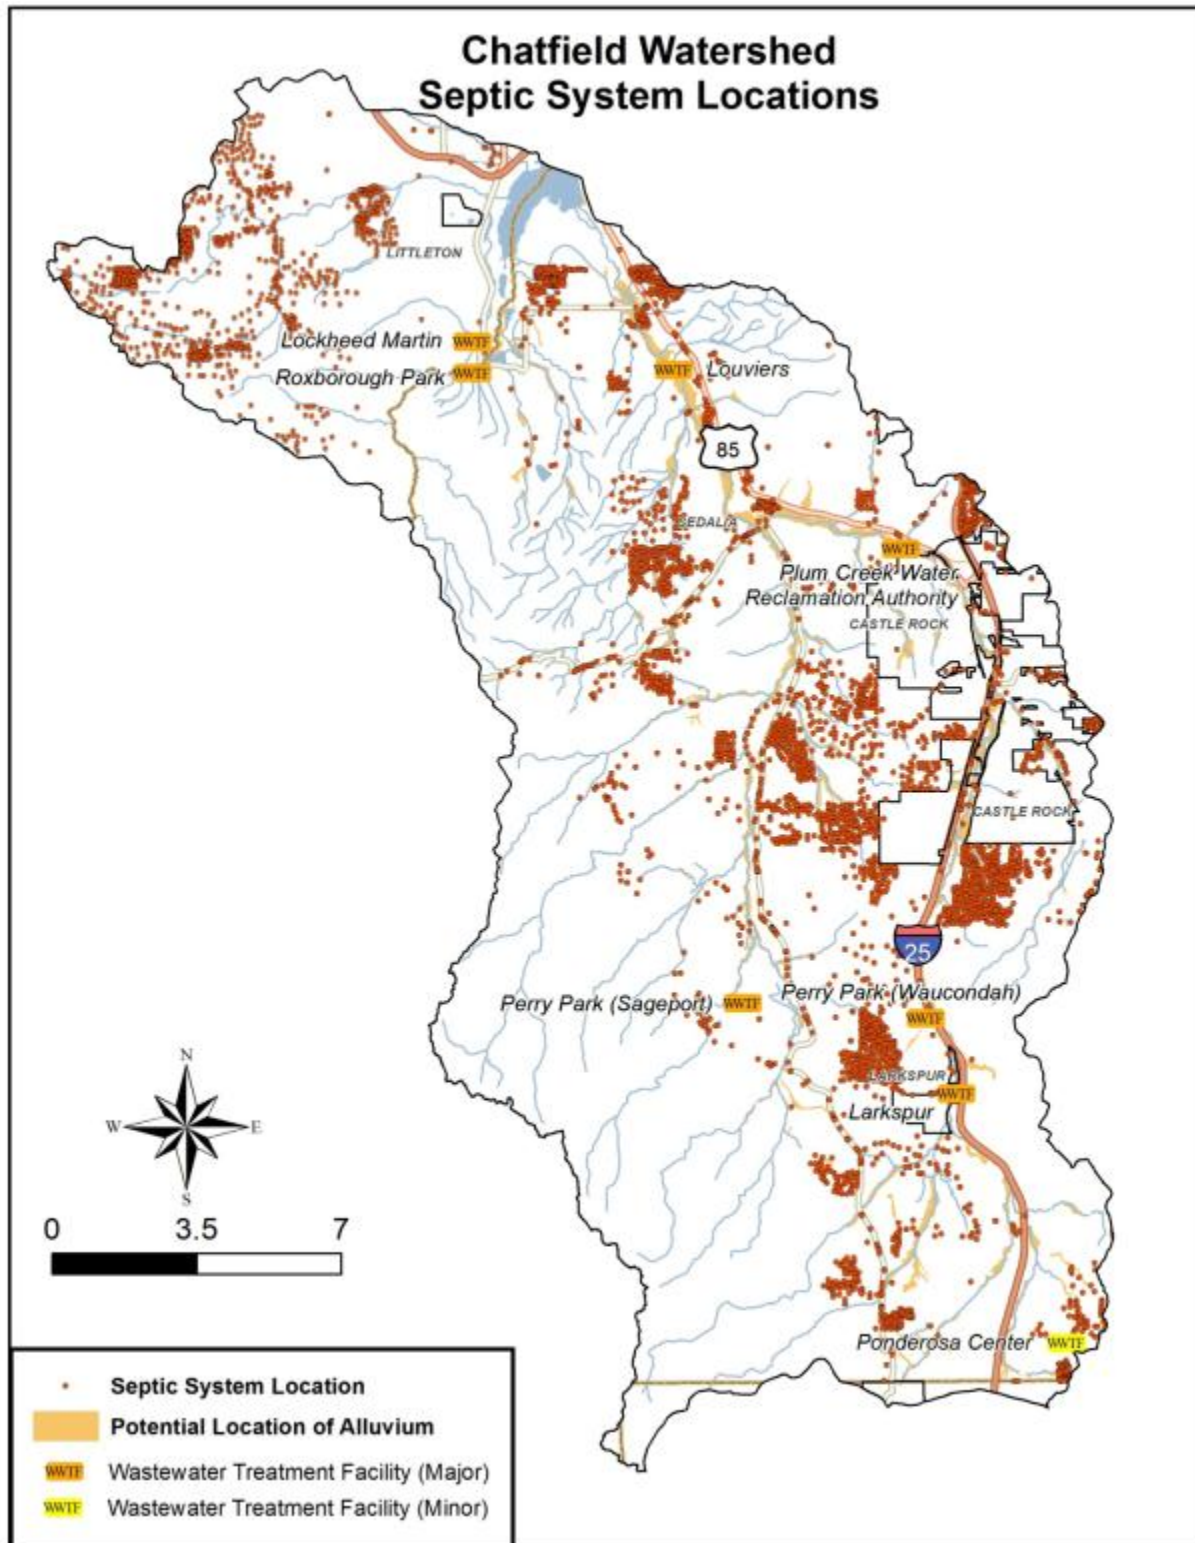 Chatfield Watershed
Septic System Locations
LITTLETON
Lockheed Martin
WWTF
Roxborough Park
WWTF
WWTF
Louviers
85
SEDALIA
WWTF
Plum Creek Water
Reclamation Authority
CASTLE ROCK
CASTLE ROCK
25
Perry Park (Sageport)
WWTF
Perry Park (Waucondah)
WWTF
LARKSPUR
WWTF
Larkspur
N
W
E
S
0
3.5
7
Ponderosa Center
WWTF
Septic System Location
Potential Location of Alluvium
WWTF
Wastewater Treatment Facility (Major)
WWTF
Wastewater Treatment Facility (Minor)